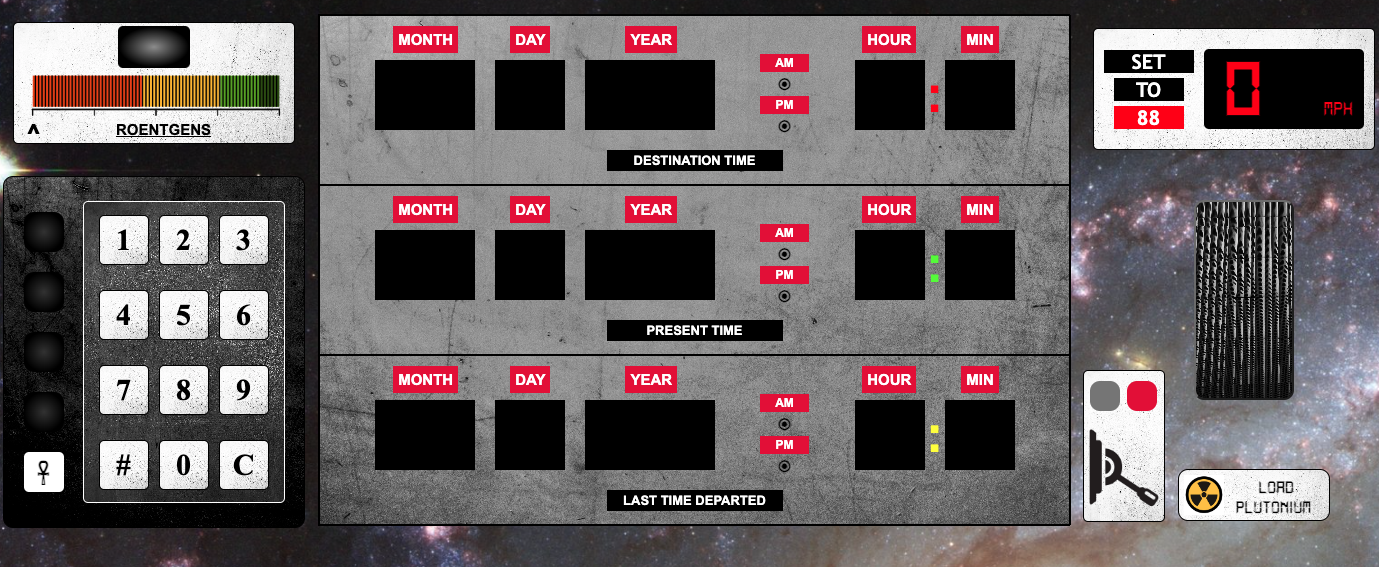 ROENTGENS
1 2 3
4 5 6
7 8 9
# 0 C
MONTH DAY YEAR HOUR MIN
AM
PM
DESTINATION TIME
MONTH DAY YEAR HOUR MIN
AM
PM
PRESENT TIME
MONTH DAY YEAR HOUR MIN
AM
PM
LAST TIME DEPARTED
SET
TO
88
0 MPH
LOAD
PLUTONIUM